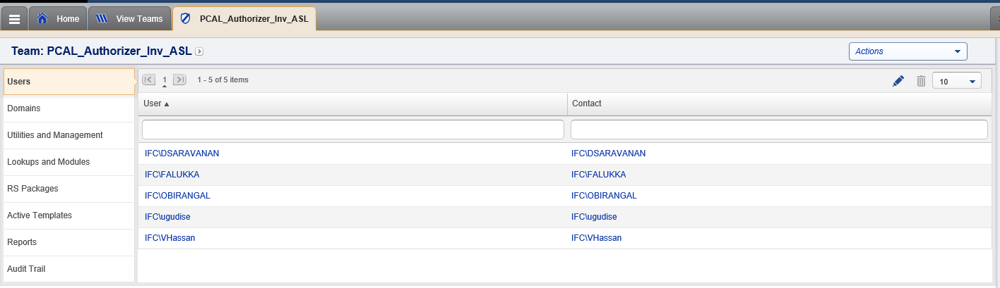 Home View Teams PCAL_Authorizer_Inv_ASL
Team: PCAL_Authorizer_Inv_ASL Actions
Users 1 1 - 5 of 5 items 10
User Contact
Domains
Utilities and Management
Lookups and Modules
RS Packages
Active Templates
Reports
Audit Trail
IFC\DSARAVANAN IFC\DSARAVANAN
IFC\FALUKKA IFC\FALUKKA
IFC\OBIRANGAL IFC\OBIRANGAL
IFC\ugudise IFC\ugudise
IFC\VHassan IFC\VHassan